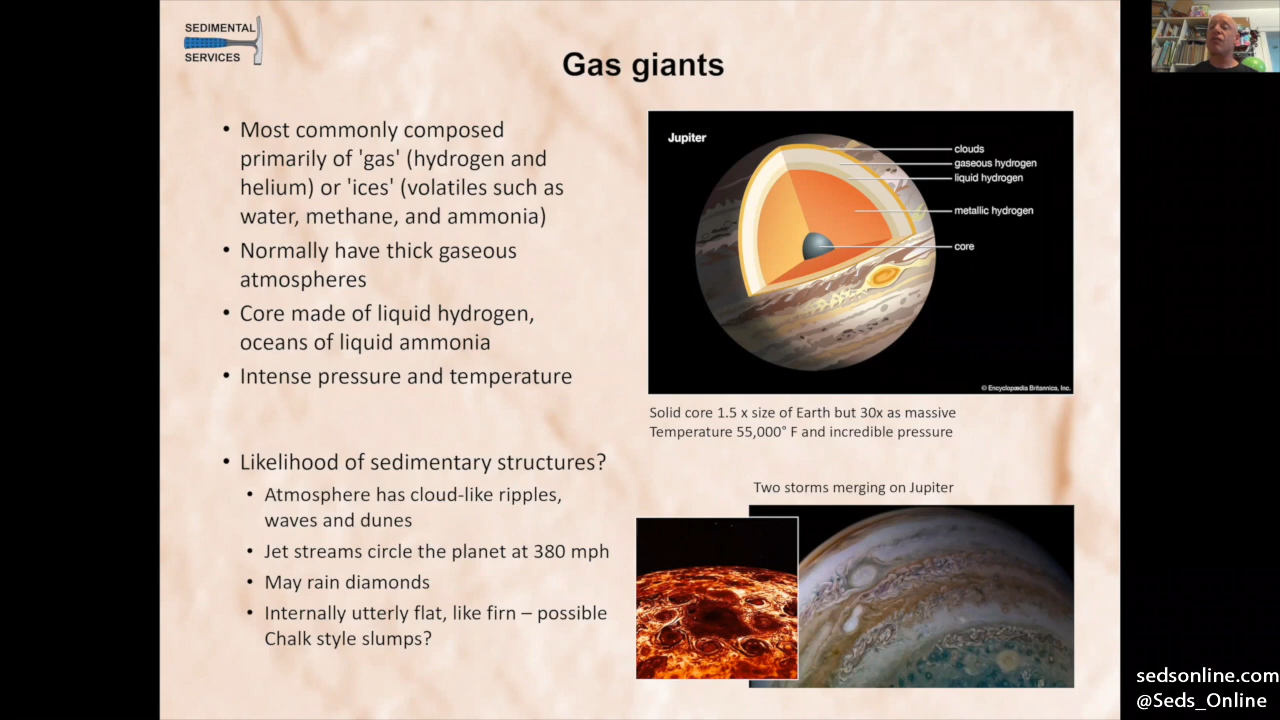 SEDIMENTAL
SERVICES
Gas giants
• Most commonly composed
primarily of 'gas' (hydrogen and
helium) or 'ices' (volatiles such as
water, methane, and ammonia)
• Normally have thick gaseous
atmospheres
• Core made of liquid hydrogen,
oceans of liquid ammonia
• Intense pressure and temperature
• Likelihood of sedimentary structures?
• Atmosphere has cloud-like ripples,
waves and dunes
• Jet streams circle the planet at 380 mph
• May rain diamonds
• Internally utterly flat, like firn – possible
Chalk style slumps?
Jupiter
clouds
gaseous hydrogen
liquid hydrogen
metallic hydrogen
core
© Encyclopædia Britannica, Inc.
Solid core 1.5 x size of Earth but 30x as massive
Temperature 55,000° F and incredible pressure
Two storms merging on Jupiter
sedsonline.com
@Seds_Online